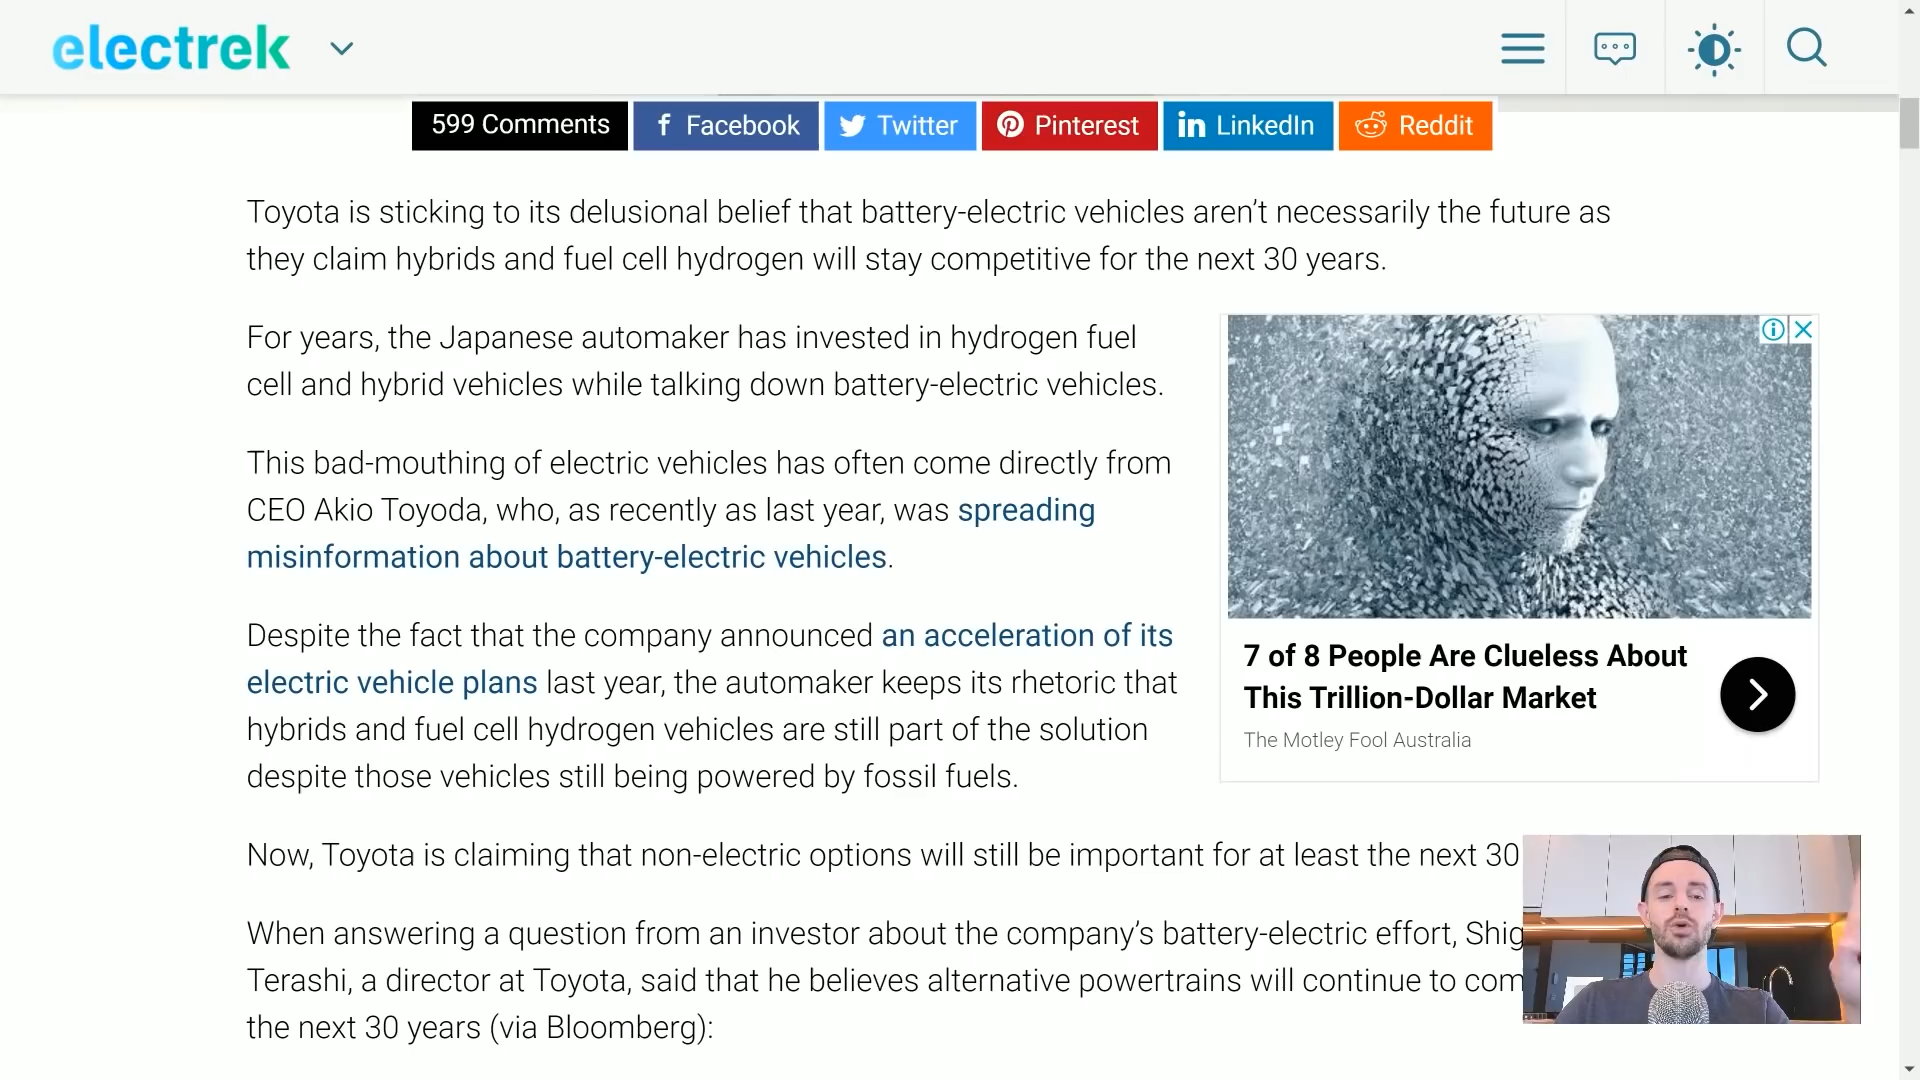 electrek
599 Comments
Facebook
Twitter
Pinterest
LinkedIn
Reddit
Toyota is sticking to its delusional belief that battery-electric vehicles aren’t necessarily the future as
they claim hybrids and fuel cell hydrogen will stay competitive for the next 30 years.
For years, the Japanese automaker has invested in hydrogen fuel
cell and hybrid vehicles while talking down battery-electric vehicles.
This bad-mouthing of electric vehicles has often come directly from
CEO Akio Toyoda, who, as recently as last year, was spreading
misinformation about battery-electric vehicles.
Despite the fact that the company announced an acceleration of its
electric vehicle plans last year, the automaker keeps its rhetoric that
hybrids and fuel cell hydrogen vehicles are still part of the solution
despite those vehicles still being powered by fossil fuels.
7 of 8 People Are Clueless About
This Trillion-Dollar Market
The Motley Fool Australia
Now, Toyota is claiming that non-electric options will still be important for at least the next 30
When answering a question from an investor about the company’s battery-electric effort, Shig
Terashi, a director at Toyota, said that he believes alternative powertrains will continue to com
the next 30 years (via Bloomberg):